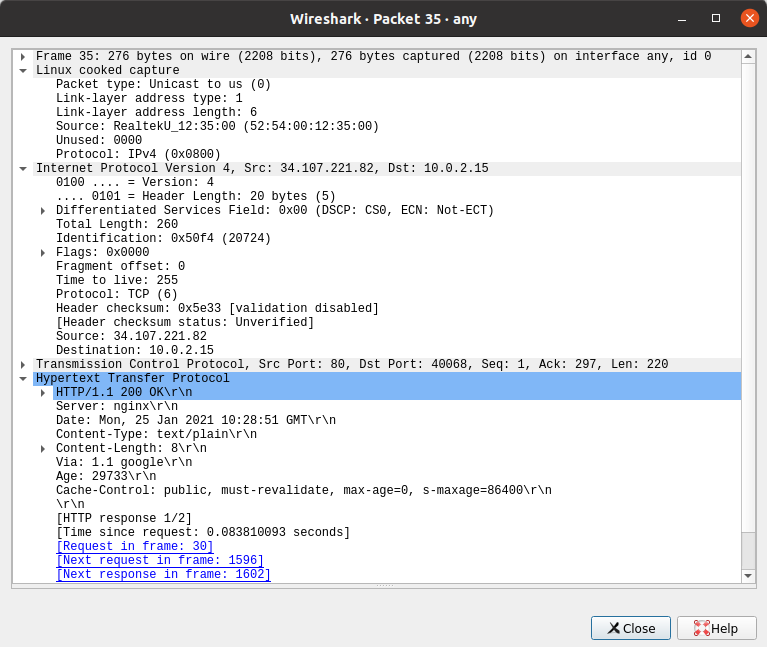 Wireshark · Packet 35 · any
Frame 35: 276 bytes on wire (2208 bits), 276 bytes captured (2208 bits) on interface any, id 0
Linux cooked capture
Packet type: Unicast to us (0)
Link-layer address type: 1
Link-layer address length: 6
Source: RealtekU_12:35:00 (52:54:00:12:35:00)
Unused: 0000
Protocol: IPv4 (0x0800)
Internet Protocol Version 4, Src: 34.107.221.82, Dst: 10.0.2.15
0100 .... = Version: 4
.... 0101 = Header Length: 20 bytes (5)
Differentiated Services Field: 0x00 (DSCP: CS0, ECN: Not-ECT)
Total Length: 260
Identification: 0x50f4 (20724)
Flags: 0x0000
Fragment offset: 0
Time to live: 255
Protocol: TCP (6)
Header checksum: 0x5e33 [validation disabled]
[Header checksum status: Unverified]
Source: 34.107.221.82
Destination: 10.0.2.15
Transmission Control Protocol, Src Port: 80, Dst Port: 40068, Seq: 1, Ack: 297, Len: 220
Hypertext Transfer Protocol
HTTP/1.1 200 OK\r\n
Server: nginx\r\n
Date: Mon, 25 Jan 2021 10:28:51 GMT\r\n
Content-Type: text/plain\r\n
Content-Length: 8\r\n
Via: 1.1 google\r\n
Age: 29733\r\n
Cache-Control: public, must-revalidate, max-age=0, s-maxage=86400\r\n
\r\n
[HTTP response 1/2]
[Time since request: 0.083810093 seconds]
[Request in frame: 30]
[Next request in frame: 1596]
[Next response in frame: 1602]
Close Help